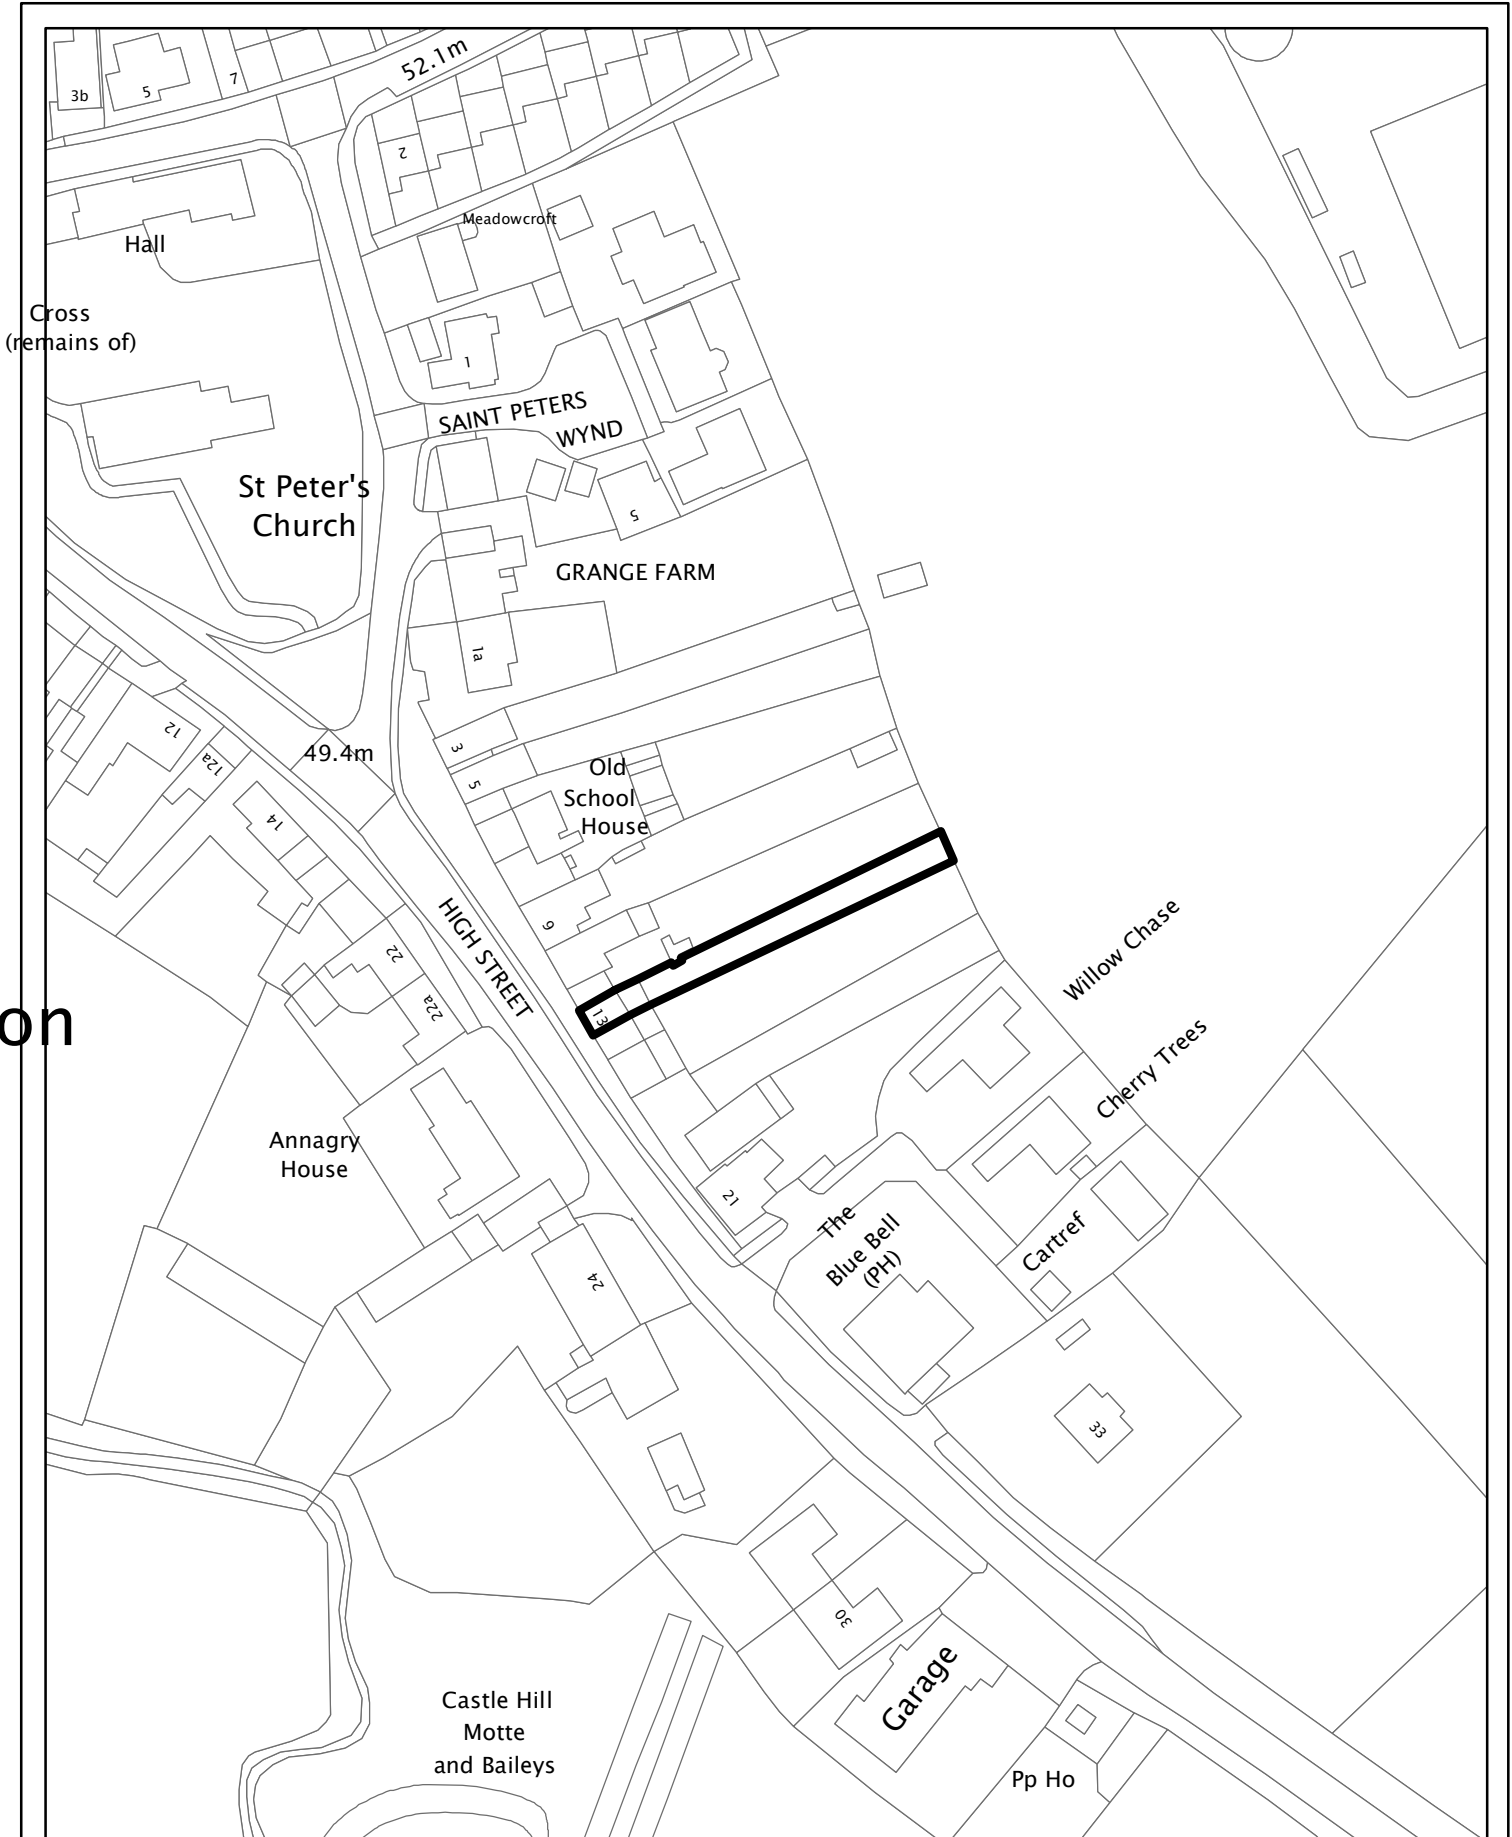 52.1m
3b
5
7
2
Meadowcroft
Hall
Cross
(remains of)
1
SAINT PETERS
WYND
St Peter's
Church
5
GRANGE FARM
1a
3
5
12
12a
49.4m
14
Old
School
House
9
HIGH STREET
13
22
22a
Willow Chase
Cherry Trees
on
Annagry
House
21
The
Blue Bell
(PH)
Cartref
24
33
30
Garage
Castle Hill
Motte
and Baileys
Pp Ho